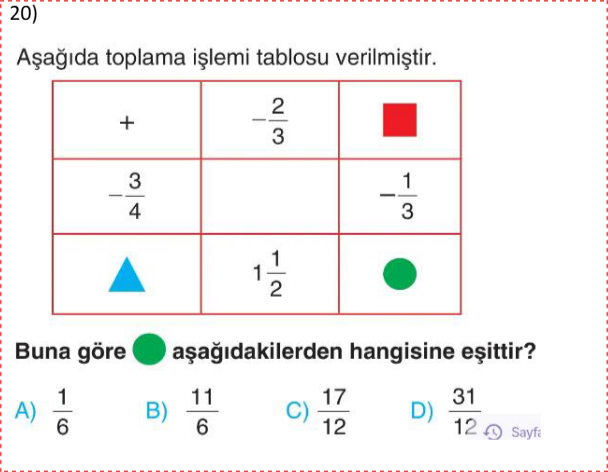 20)
Aşağıda toplama işlemi tablosu verilmiştir.
+ -2/3
-3/4 -1/3
1 1/2
Buna göre aşağıdakilerden hangisine eşittir?
A) 1/6 B) 11/6 C) 17/12 D) 31/12
Sayfa